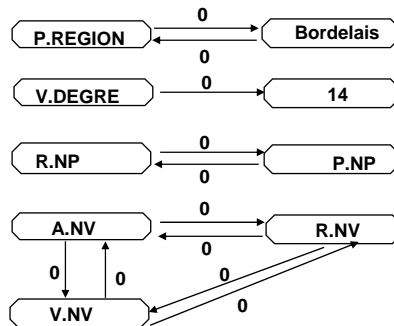 0
P.REGION Bordelais
0
V.DEGRE 0 14
0
R.NP P.NP
0
0
A.NV R.NV
0
0 0 0
V.NV 0